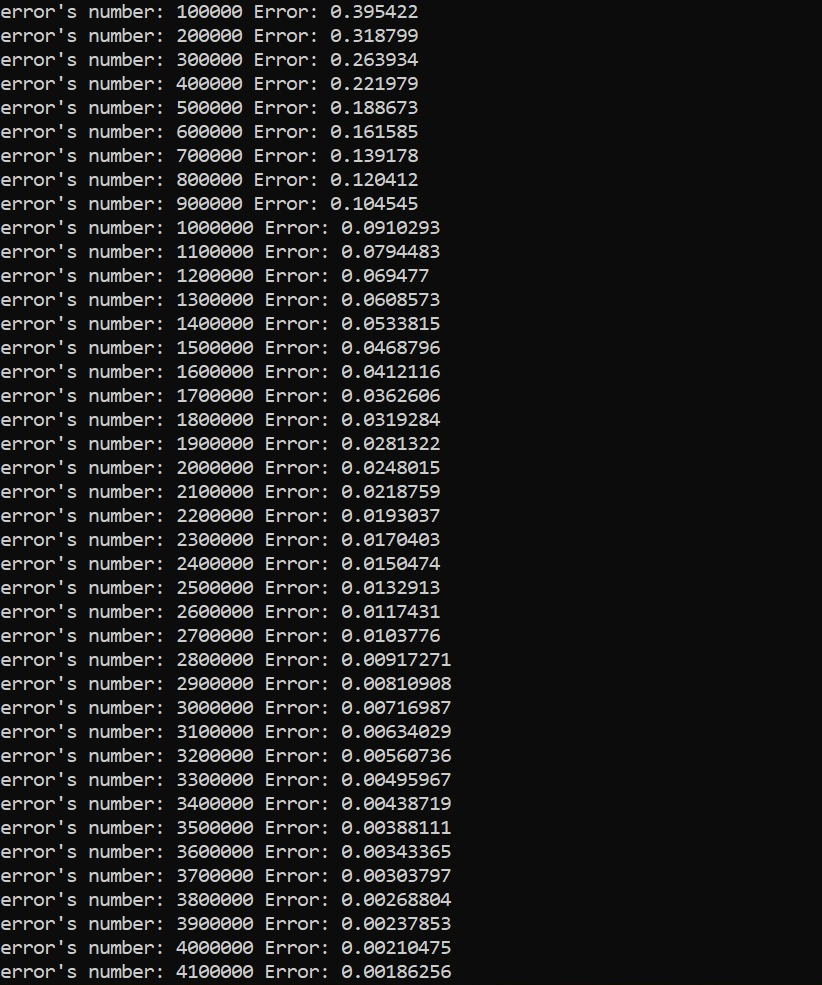 error's number: 100000 Error: 0.395422
error's number: 200000 Error: 0.318799
error's number: 300000 Error: 0.263934
error's number: 400000 Error: 0.221979
error's number: 500000 Error: 0.188673
error's number: 600000 Error: 0.161585
error's number: 700000 Error: 0.139178
error's number: 800000 Error: 0.120412
error's number: 900000 Error: 0.104545
error's number: 1000000 Error: 0.0910293
error's number: 1100000 Error: 0.0794483
error's number: 1200000 Error: 0.069477
error's number: 1300000 Error: 0.0608573
error's number: 1400000 Error: 0.0533815
error's number: 1500000 Error: 0.0468796
error's number: 1600000 Error: 0.0412116
error's number: 1700000 Error: 0.0362606
error's number: 1800000 Error: 0.0319284
error's number: 1900000 Error: 0.0281322
error's number: 2000000 Error: 0.0248015
error's number: 2100000 Error: 0.0218759
error's number: 2200000 Error: 0.0193037
error's number: 2300000 Error: 0.0170403
error's number: 2400000 Error: 0.0150474
error's number: 2500000 Error: 0.0132913
error's number: 2600000 Error: 0.0117431
error's number: 2700000 Error: 0.0103776
error's number: 2800000 Error: 0.00917271
error's number: 2900000 Error: 0.00810908
error's number: 3000000 Error: 0.00716987
error's number: 3100000 Error: 0.00634029
error's number: 3200000 Error: 0.00560736
error's number: 3300000 Error: 0.00495967
error's number: 3400000 Error: 0.00438719
error's number: 3500000 Error: 0.00388111
error's number: 3600000 Error: 0.00343365
error's number: 3700000 Error: 0.00303797
error's number: 3800000 Error: 0.00268804
error's number: 3900000 Error: 0.00237853
error's number: 4000000 Error: 0.00210475
error's number: 4100000 Error: 0.00186256